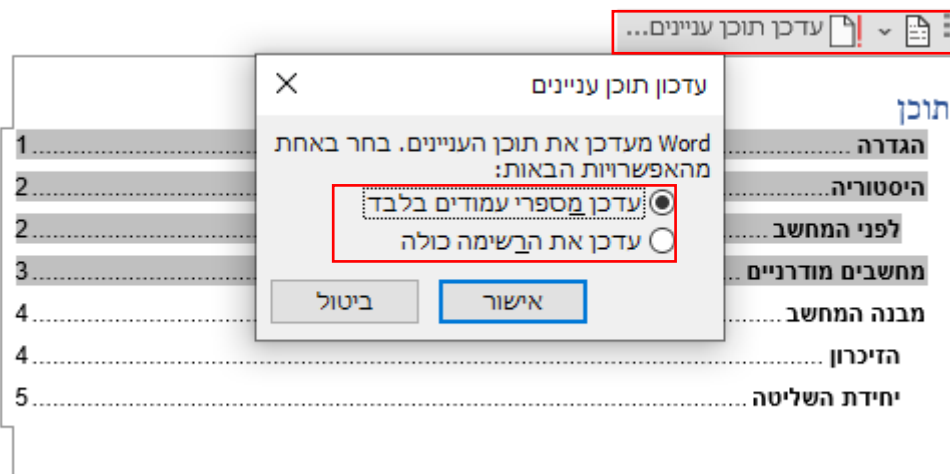 עדכן תוכן עניינים...
עדכון תוכן עניינים
Word מעדכן את תוכן העניינים. בחר באחת
מהאפשרויות הבאות:
עדכן מספרי עמודים בלבד
עדכן את הרשימה כולה
אישור
ביטול
תוכן
הגדרה ..... 1
היסטוריה ..... 2
לפני המחשב ..... 2
מחשבים מודרניים ..... 3
מבנה המחשב ..... 4
הזיכרון ..... 4
יחידת השליטה ..... 5